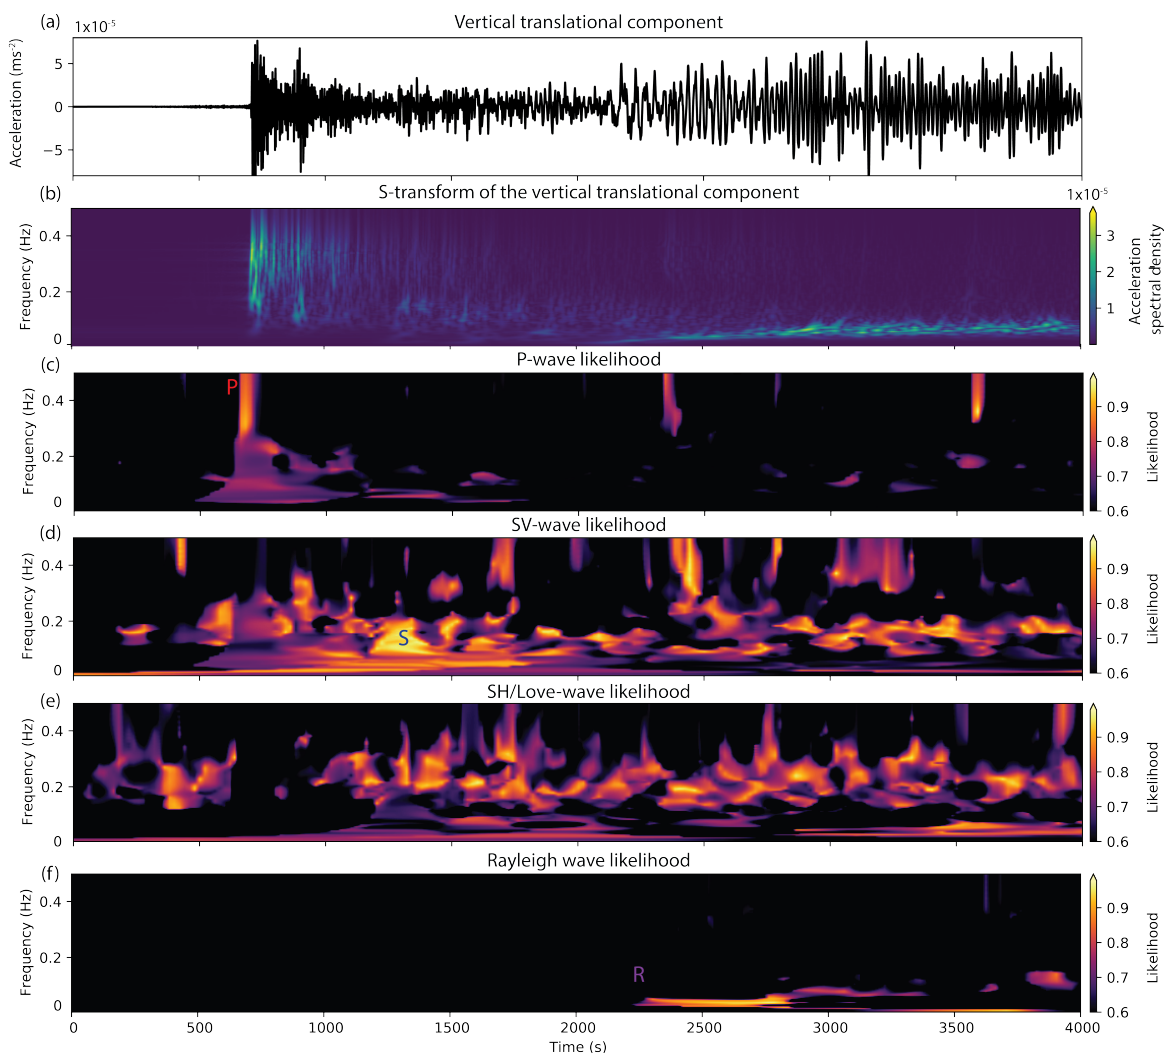 (a)
1x10⁻⁵
Vertical translational component
Acceleration (ms⁻²)
5
0
−5
(b)
S-transform of the vertical translational component
1x10⁻⁵
Frequency (Hz)
0.4
0.2
0
3
2
1
Acceleration
spectral density
(c)
P-wave likelihood
Frequency (Hz)
0.4
0.2
0
P
0.9
0.8
0.7
0.6
Likelihood
(d)
SV-wave likelihood
Frequency (Hz)
0.4
0.2
0
S
0.9
0.8
0.7
0.6
Likelihood
(e)
SH/Love-wave likelihood
Frequency (Hz)
0.4
0.2
0
0.9
0.8
0.7
0.6
Likelihood
(f)
Rayleigh wave likelihood
Frequency (Hz)
0.4
0.2
0
R
0.9
0.8
0.7
0.6
Likelihood
0 500 1000 1500 2000 2500 3000 3500 4000
Time (s)